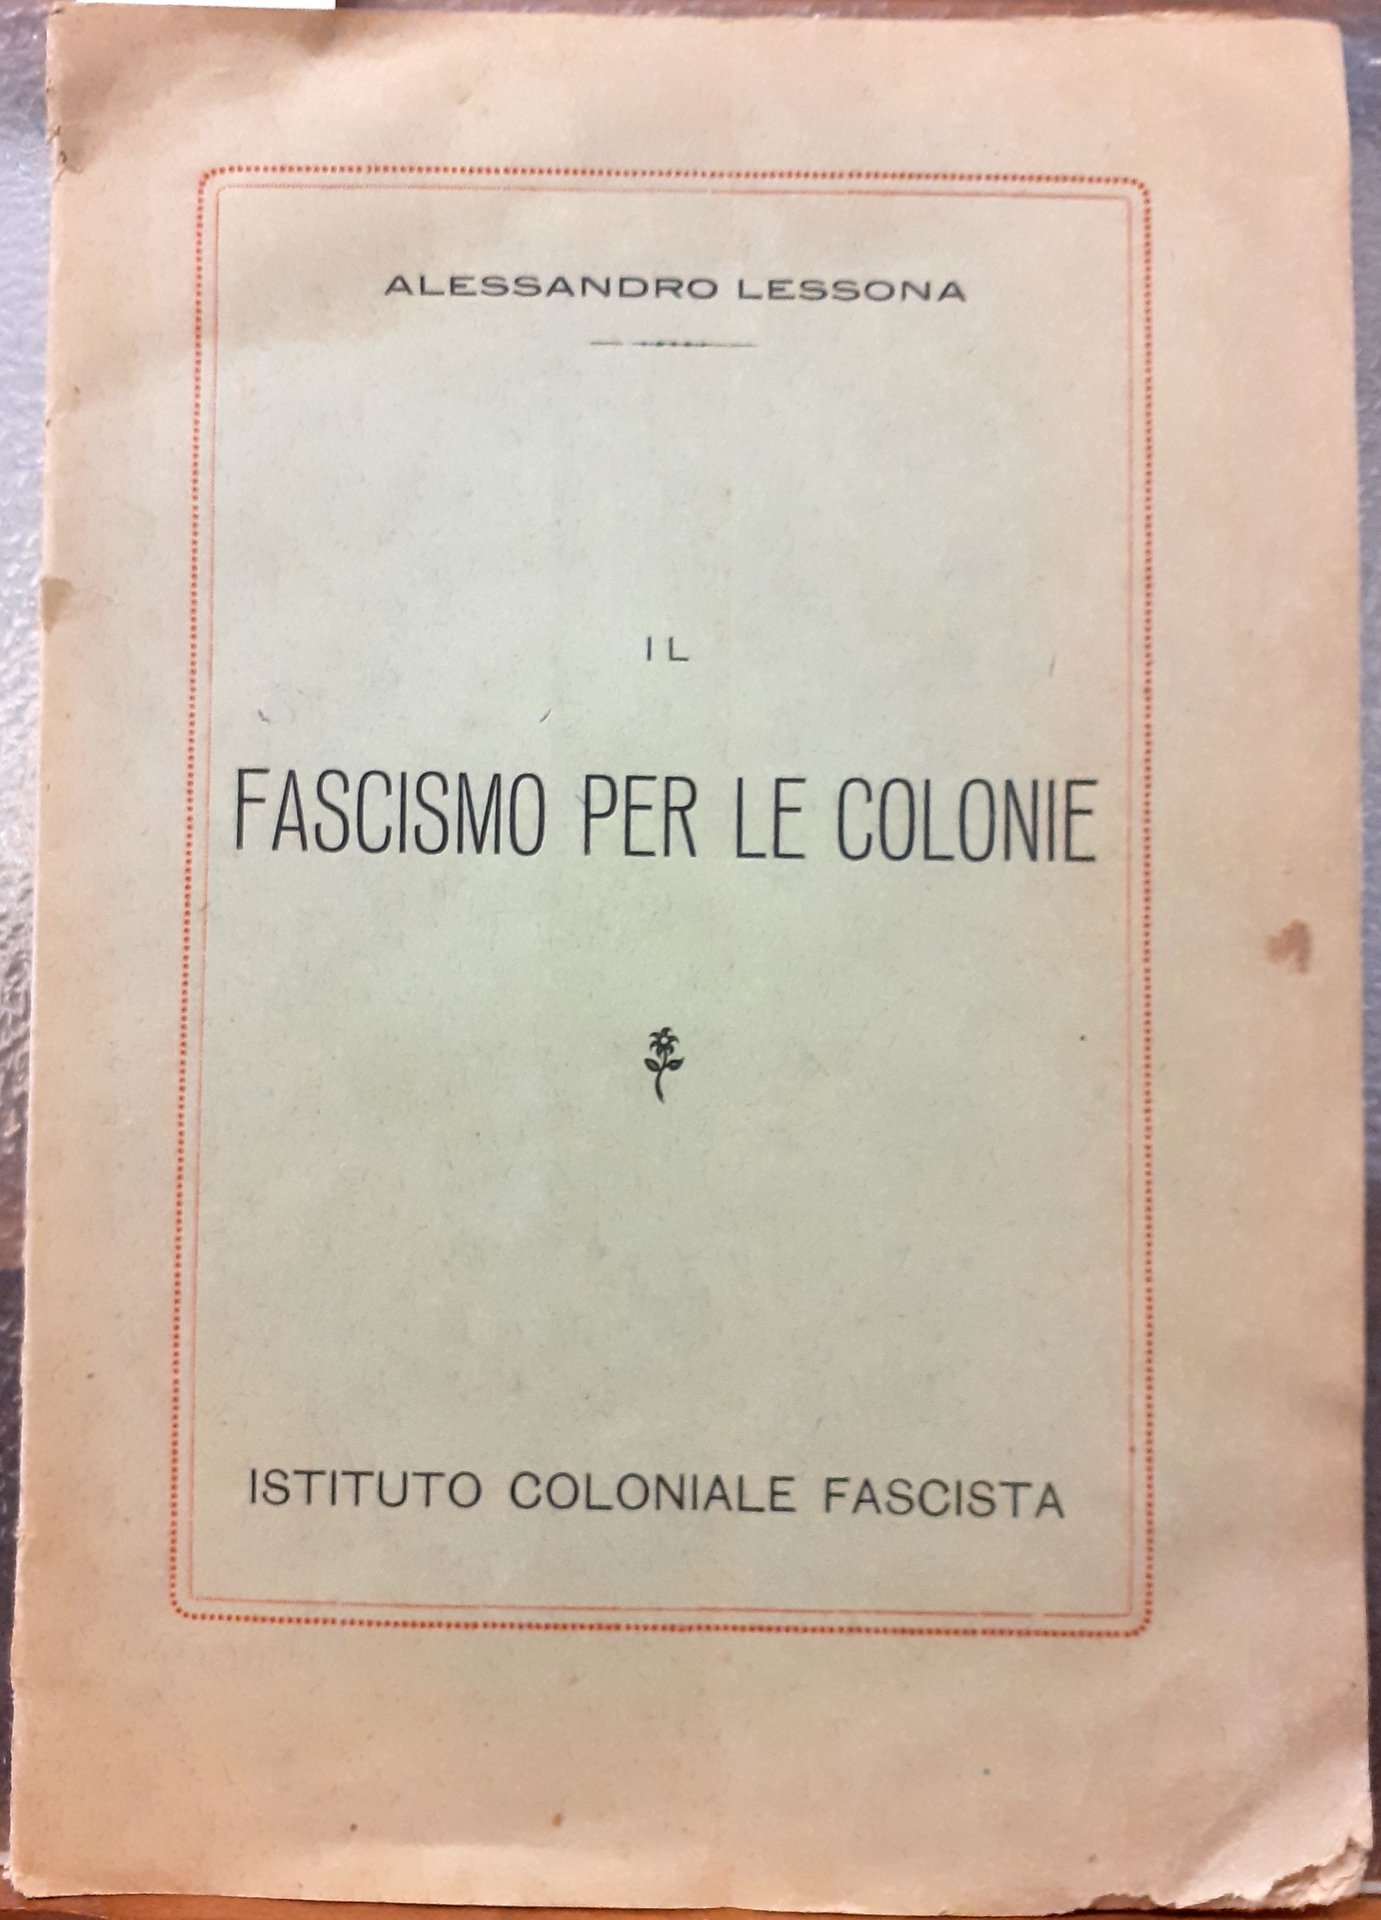 ALESSANDRO LESSONA
IL
FASCISMO PER LE COLONIE
ISTITUTO COLONIALE FASCISTA